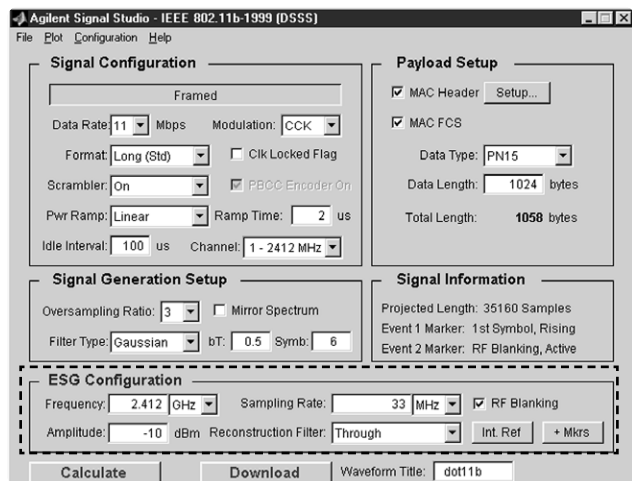 Agilent Signal Studio - IEEE 802.11b-1999 (DSSS)
File Plot Configuration Help
Signal Configuration
Framed
Data Rate: 11 Mbps Modulation: CCK
Format: Long (Std) Clk Locked Flag
Scrambler: On PBCC Encoder On
Pwr Ramp: Linear Ramp Time: 2 us
Idle Interval: 100 us Channel: 1 - 2412 MHz
Payload Setup
MAC Header Setup...
MAC FCS
Data Type: PN15
Data Length: 1024 bytes
Total Length: 1058 bytes
Signal Generation Setup
Oversampling Ratio: 3 Mirror Spectrum
Filter Type: Gaussian bT: 0.5 Symb: 6
Signal Information
Projected Length: 35160 Samples
Event 1 Marker: 1st Symbol, Rising
Event 2 Marker: RF Blanking, Active
ESG Configuration
Frequency: 2.412 GHz Sampling Rate: 33 MHz RF Blanking
Amplitude: -10 dBm Reconstruction Filter: Through Int. Ref + Mkrs
Calculate Download Waveform Title: dot11b